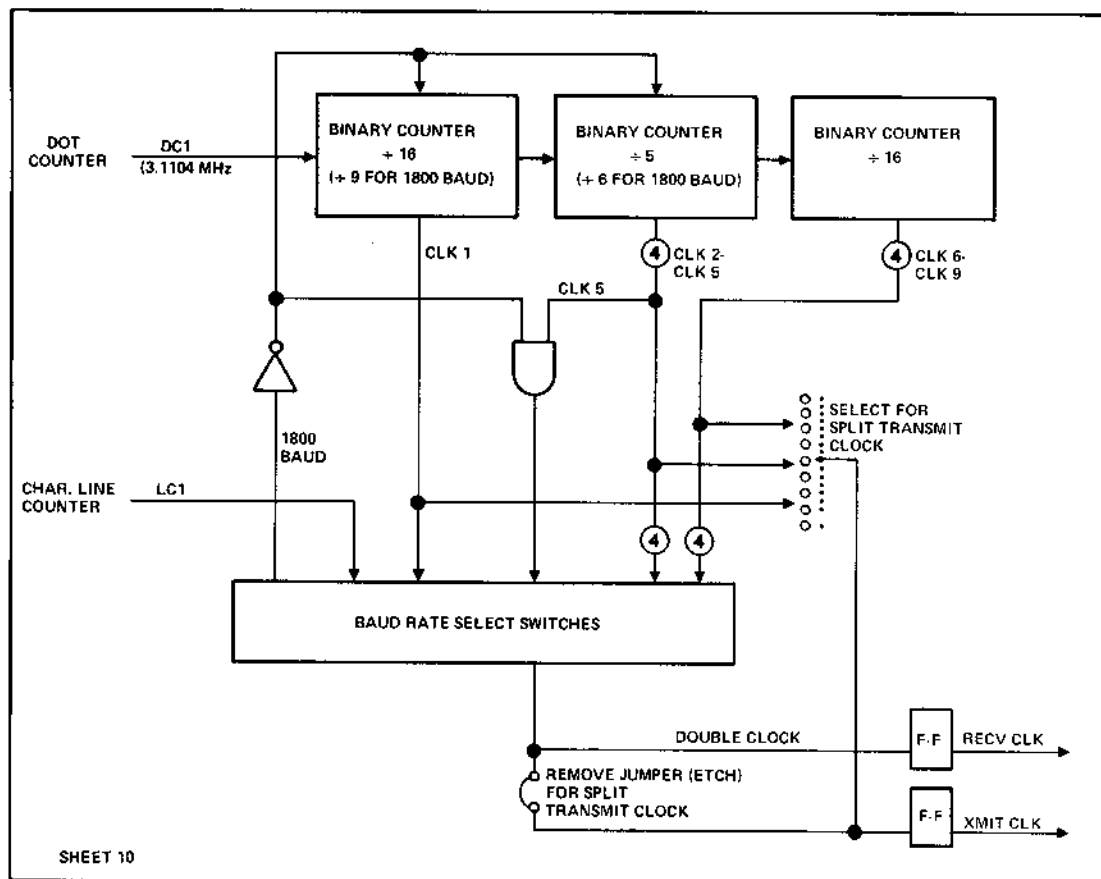 DOT
COUNTER
DC1
(3.1104 MHz
BINARY COUNTER
÷ 16
(÷ 9 FOR 1800 BAUD)
BINARY COUNTER
÷ 5
(÷ 6 FOR 1800 BAUD)
BINARY COUNTER
÷ 16
CLK 1
4
CLK 2-
CLK 5
4
CLK 6-
CLK 9
CLK 5
1800
BAUD
SELECT FOR
SPLIT TRANSMIT
CLOCK
CHAR. LINE
COUNTER
LC1
4
4
BAUD RATE SELECT SWITCHES
DOUBLE CLOCK
F-F
RECV CLK
REMOVE JUMPER (ETCH)
FOR SPLIT
TRANSMIT CLOCK
F-F
XMIT CLK
SHEET 10